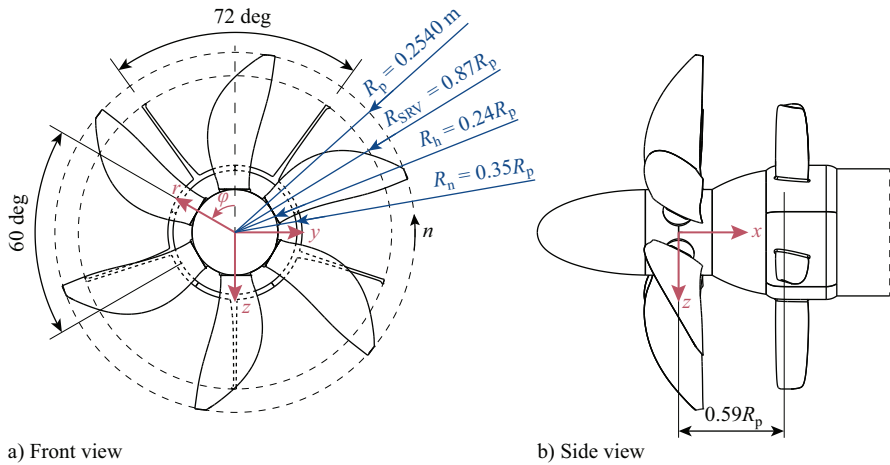 72 deg
R_p = 0.2540 m
R_SRV = 0.87R_p
R_h = 0.24R_p
R_n = 0.35R_p
60 deg
r
φ
y
n
z
x
z
0.59R_p
a) Front view
b) Side view